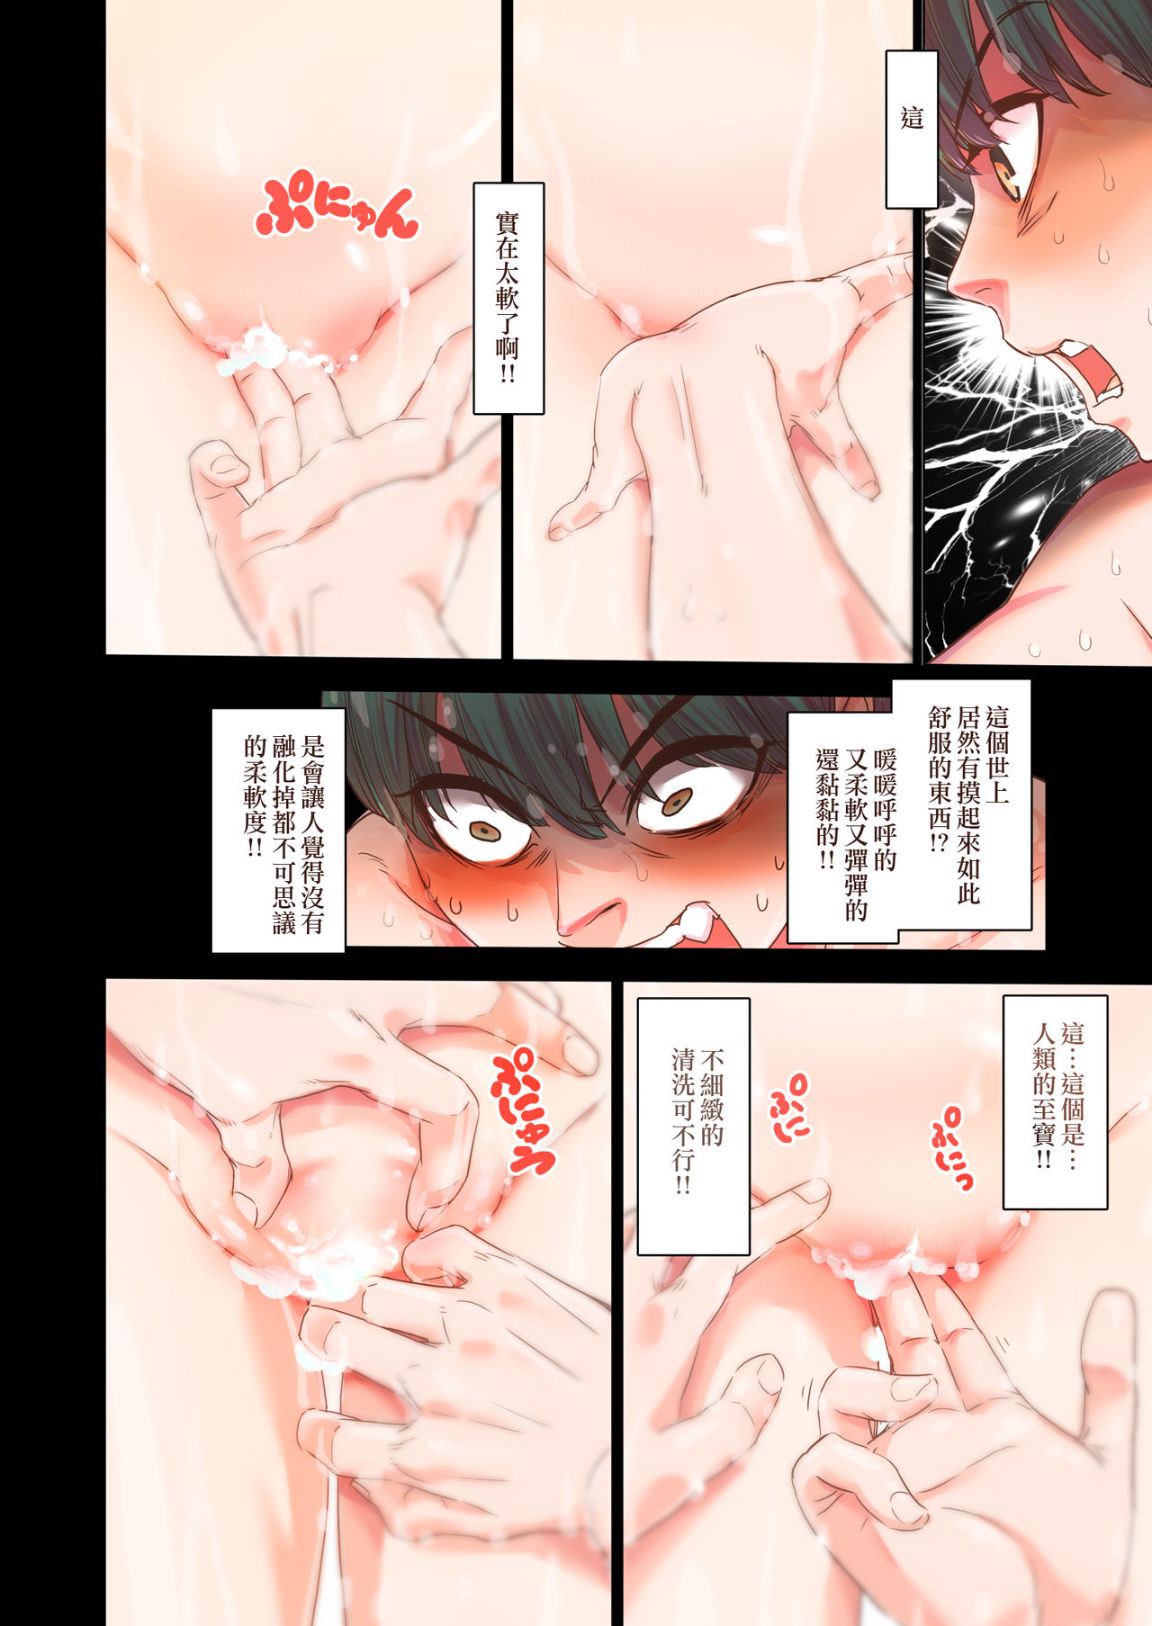 這
實在太軟了啊!!
ぷにゅん
這個世上
居然有摸起來如此
舒服的東西!?
暖暖呼呼的
又柔軟又彈彈的
還黏黏的!!
是會讓人覺得沒有
融化掉都不可思議
的柔軟度!!
這…這個是…
人類的至寶!!
ぷにっ
ぷに
不細緻的
清洗可不行!!
ぷにゅう